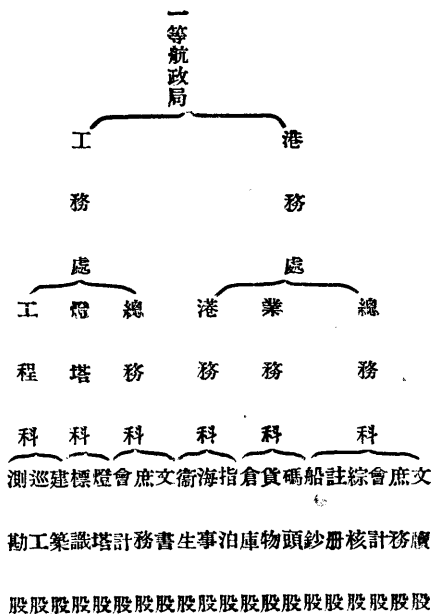 一等航政局
港務處
工務處
總務科
業務科
港務科
總務科
燈塔科
工程科
文牘股
庶務股
會計股
綜核股
註册股
船鈔股
碼頭股
貨物股
倉庫股
指泊股
海事股
衞生股
文書股
庶務股
會計股
燈塔股
標識股
建築股
巡工股
測勘股